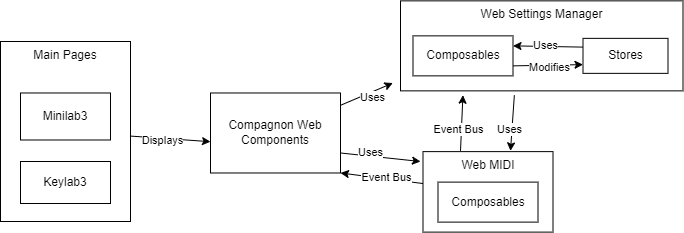 Main Pages
Minilab3
Keylab3
Displays
Compagnon Web
Components
Uses
Uses
Event Bus
Web Settings Manager
Composables
Uses
Modifies
Stores
Event Bus
Uses
Web MIDI
Composables